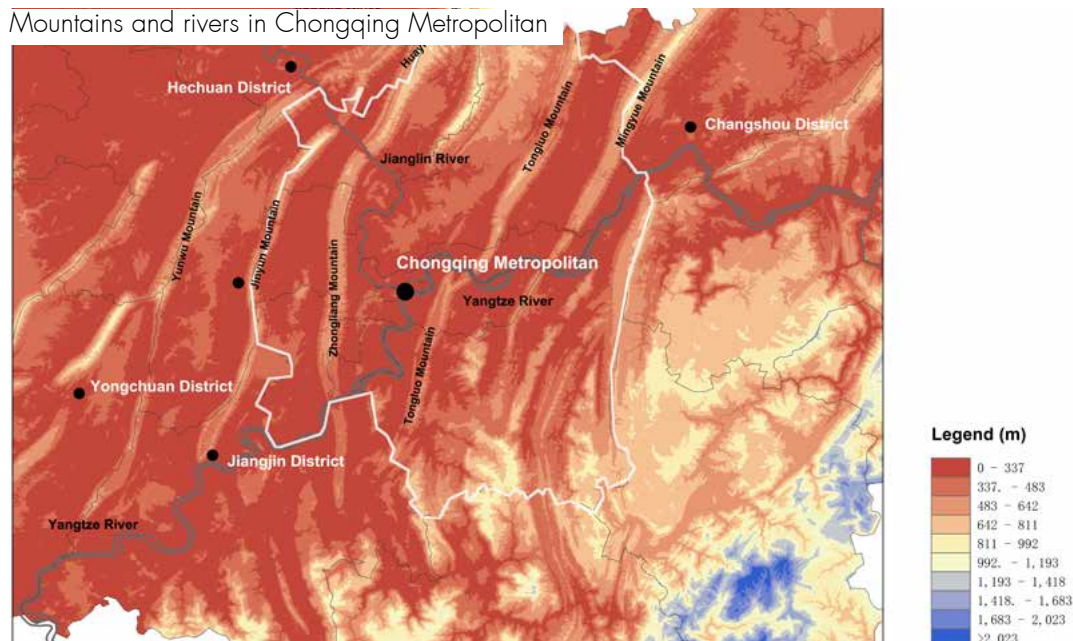 Mountains and rivers in Chongqing Metropolitan
Hechuan District
Jianglin River
Tongluo Mountain
Mingyue Mountain
Changshou District
Yunwu Mountain
Jinyun Mountain
Zhongliang Mountain
Chongqing Metropolitan
Yangtze River
Tongluo Mountain
Yongchuan District
Jiangjin District
Yangtze River
Legend (m)
0 - 337
337. - 483
483 - 642
642 - 811
811 - 992
992. - 1,193
1,193 - 1,418
1,418. - 1,683
1,683 - 2,023
>2,023